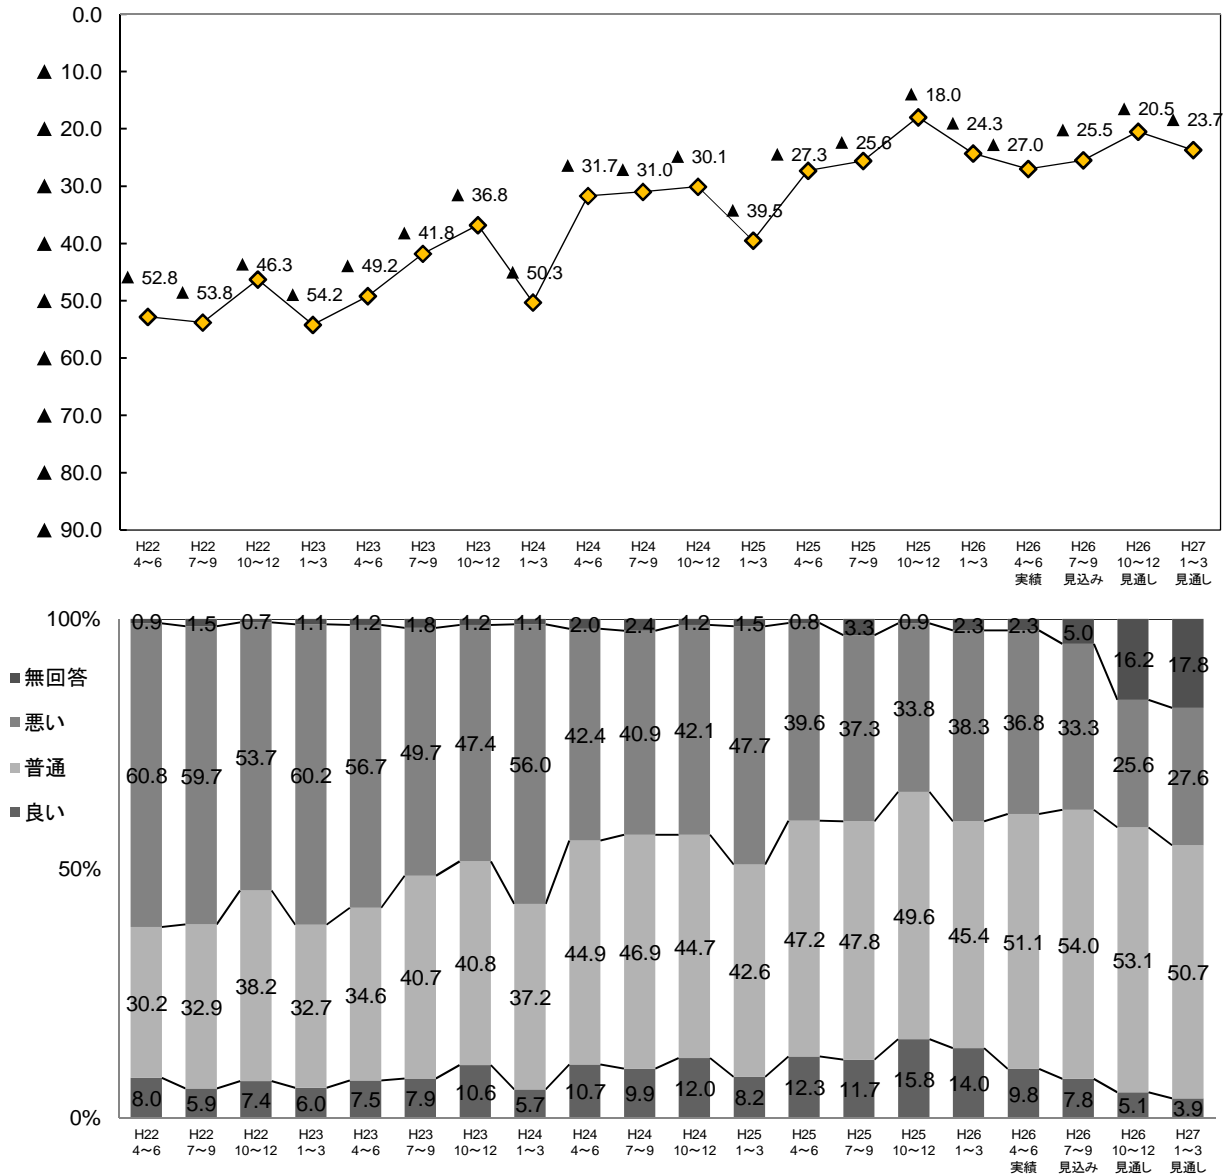 0.0
▲ 10.0
▲ 20.0
▲ 30.0
▲ 40.0
▲ 50.0
▲ 60.0
▲ 70.0
▲ 80.0
▲ 90.0
▲ 52.8 ▲ 53.8 ▲ 46.3 ▲ 54.2 ▲ 49.2 ▲ 41.8 ▲ 36.8 ▲ 50.3 ▲ 31.7 ▲ 31.0 ▲ 30.1 ▲ 39.5 ▲ 27.3 ▲ 25.6 ▲ 18.0 ▲ 24.3 ▲ 27.0 ▲ 25.5 ▲ 20.5 ▲ 23.7
H22 H22 H22 H23 H23 H23 H23 H24 H24 H24 H24 H25 H25 H25 H25 H26 H26 H26 H26 H27
4～6 7～9 10～12 1～3 4～6 7～9 10～12 1～3 4～6 7～9 10～12 1～3 4～6 7～9 10～12 1～3 4～6 7～9 10～12 1～3
実績 見込み 見通し 見通し
100%
50%
0%
無回答
悪い
普通
良い
0.9 1.5 0.7 1.1 1.2 1.8 1.2 1.1 2.0 2.4 1.2 1.5 0.8 3.3 0.9 2.3 2.3 5.0 16.2 17.8
60.8 59.7 53.7 60.2 56.7 49.7 47.4 56.0 42.4 40.9 42.1 47.7 39.6 37.3 33.8 38.3 36.8 33.3 25.6 27.6
30.2 32.9 38.2 32.7 34.6 40.7 40.8 37.2 44.9 46.9 44.7 42.6 47.2 47.8 49.6 45.4 51.1 54.0 53.1 50.7
8.0 5.9 7.4 6.0 7.5 7.9 10.6 5.7 10.7 9.9 12.0 8.2 12.3 11.7 15.8 14.0 9.8 7.8 5.1 3.9
H22 H22 H22 H23 H23 H23 H23 H24 H24 H24 H24 H25 H25 H25 H25 H26 H26 H26 H26 H27
4～6 7～9 10～12 1～3 4～6 7～9 10～12 1～3 4～6 7～9 10～12 1～3 4～6 7～9 10～12 1～3 4～6 7～9 10～12 1～3
実績 見込み 見通し 見通し